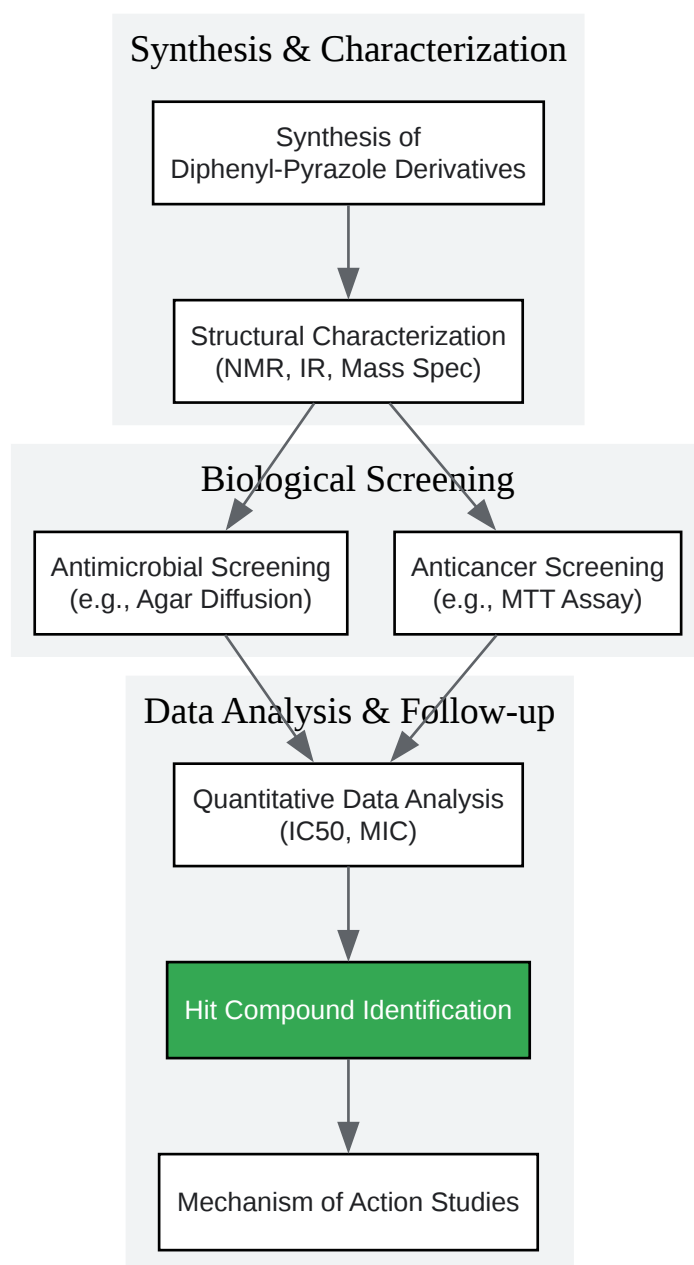 Synthesis & Characterization
Synthesis of
Diphenyl-Pyrazole Derivatives
Structural Characterization
(NMR, IR, Mass Spec)
Biological Screening
Antimicrobial Screening
(e.g., Agar Diffusion)
Anticancer Screening
(e.g., MTT Assay)
Data Analysis & Follow-up
Quantitative Data Analysis
(IC50, MIC)
Hit Compound Identification
Mechanism of Action Studies